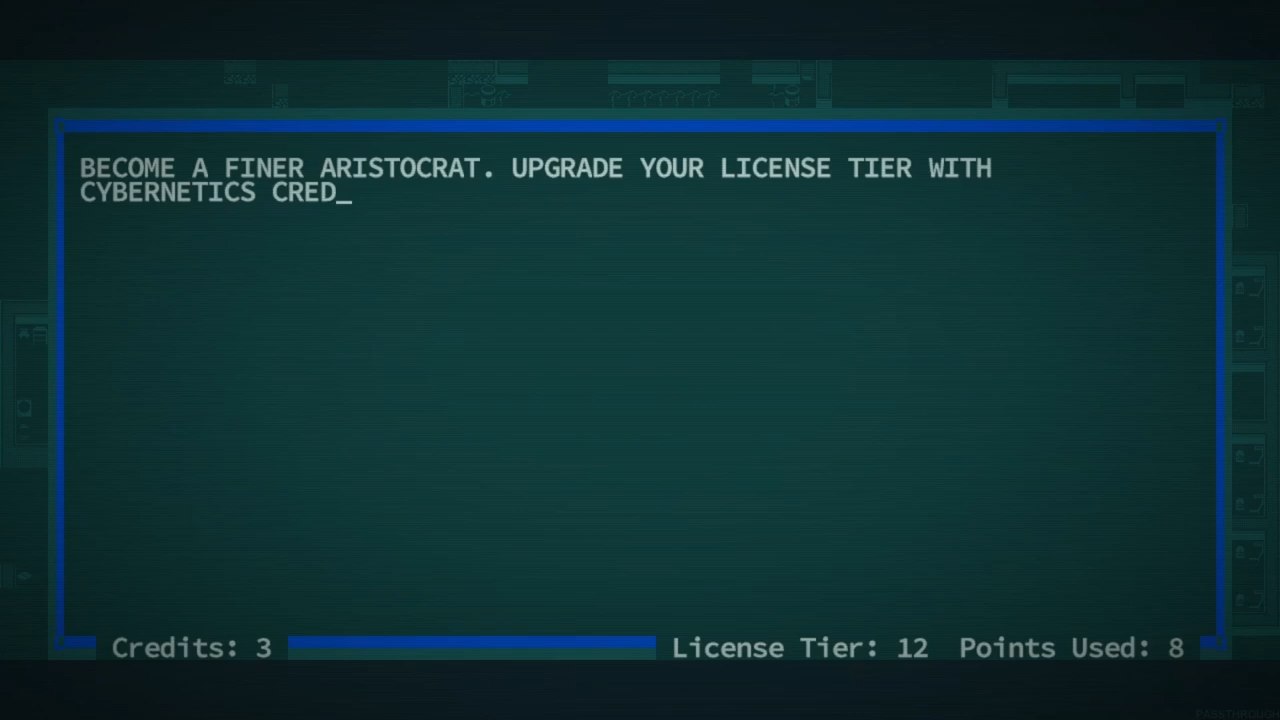 BECOME A FINER ARISTOCRAT. UPGRADE YOUR LICENSE TIER WITH
CYBERNETICS CRED_
Credits: 3
License Tier: 12 Points Used: 8